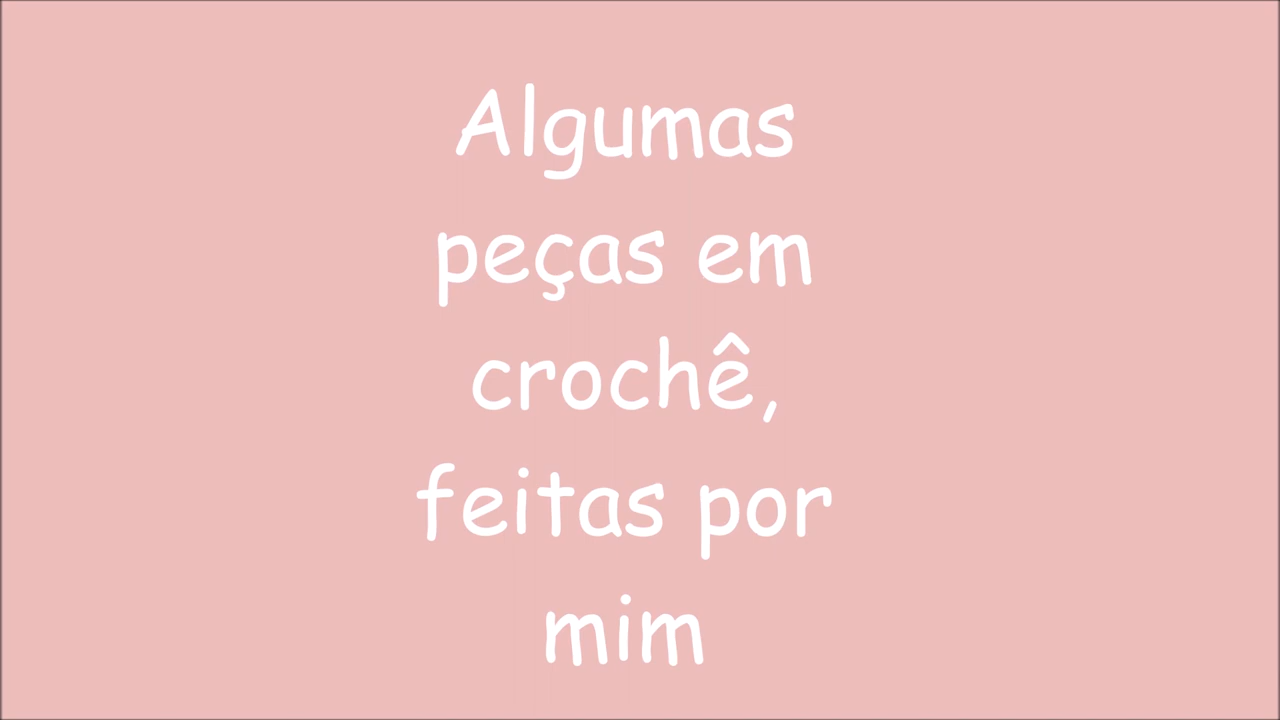 Algumas
peças em
crochê,
feitas por
mim